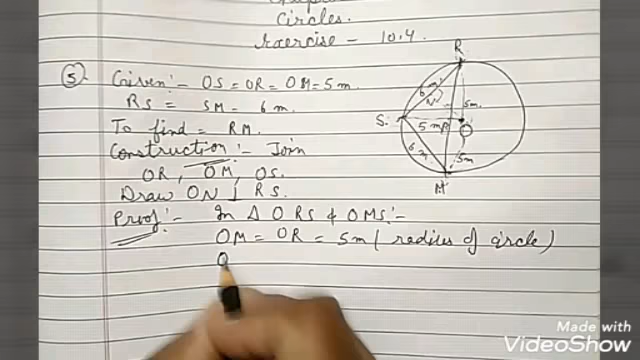 Circles.
Exercise - 10.4
5 Given:- OS = OR = OM = 5 m
RS = SM = 6 m.
To find = RM.
Construction:- Join
OR, OM, OS.
Draw ON ⊥ RS.
Proof:- In Δ ORS & OMS:-
OM = OR = 5m (radius of circle)
O
R
6 m
N
5m.
S.
5 m
O
6 m
5m
M
Made with
VideoShow